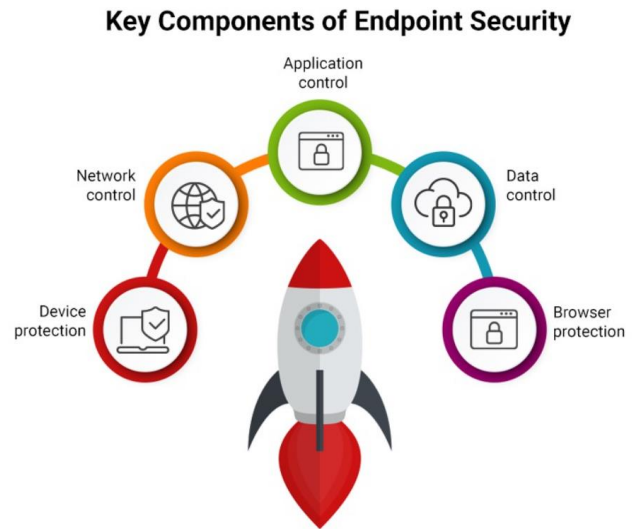 Key Components of Endpoint Security
Application
control
Network
control
Data
control
Device
protection
Browser
protection